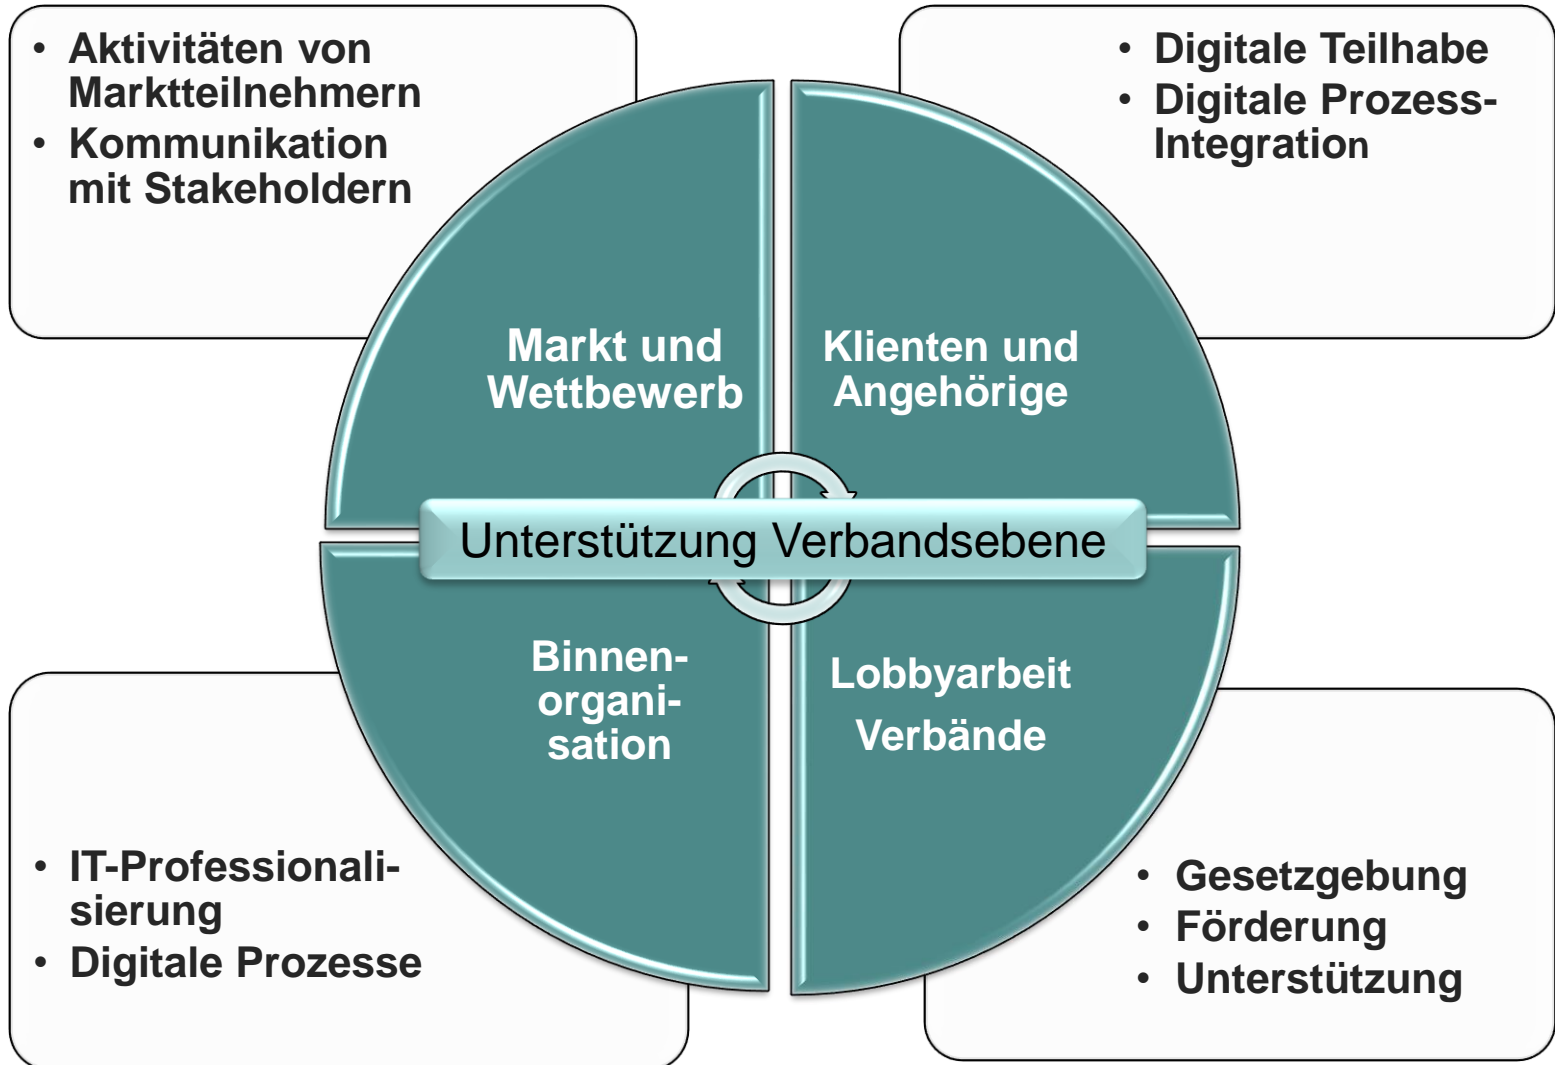 • Aktivitäten von
Marktteilnehmern
• Kommunikation
mit Stakeholdern
• Digitale Teilhabe
• Digitale Prozess-
Integration
Markt und
Wettbewerb
Klienten und
Angehörige
Unterstützung Verbandsebene
Binnen-
organi-
sation
Lobbyarbeit
Verbände
• IT-Professionali-
sierung
• Digitale Prozesse
• Gesetzgebung
• Förderung
• Unterstützung